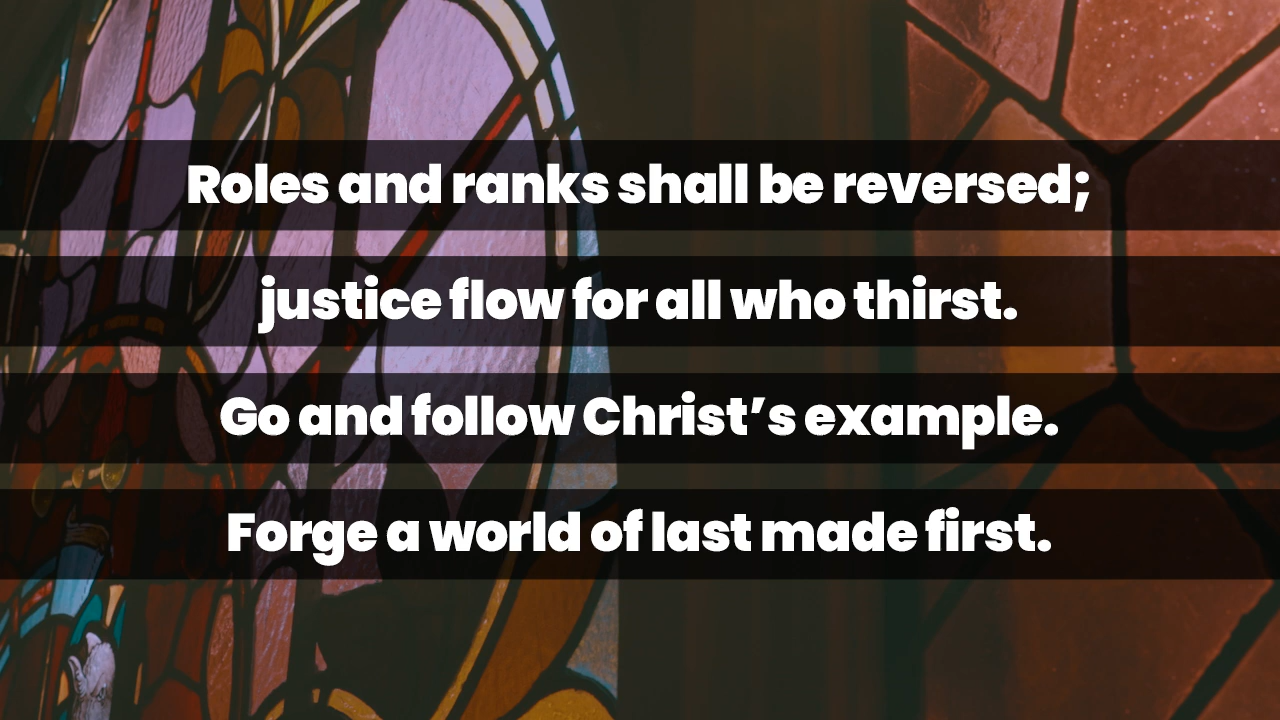 Roles and ranks shall be reversed;
justice flow for all who thirst.
Go and follow Christ’s example.
Forge a world of last made first.